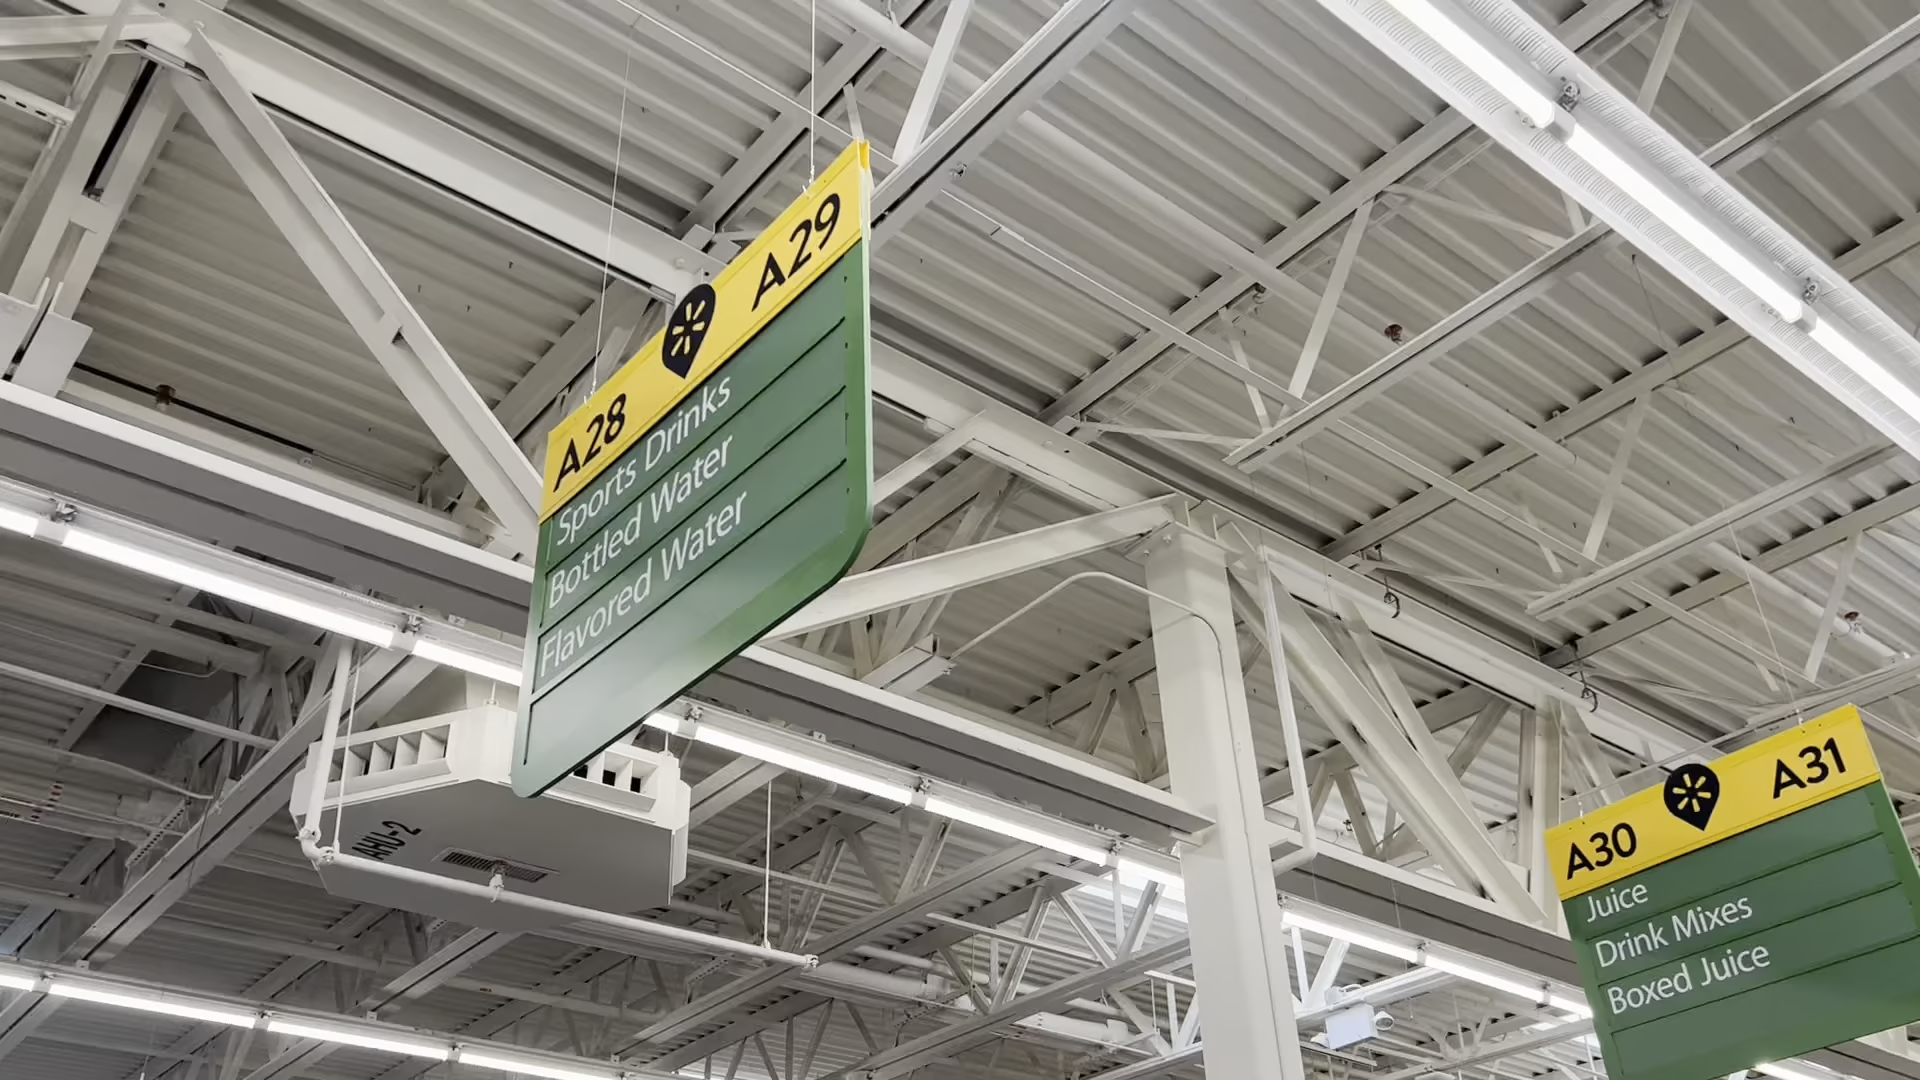 A28 A29
Sports Drinks
Bottled Water
Flavored Water
AHU-2
A30 A31
Juice
Drink Mixes
Boxed Juice